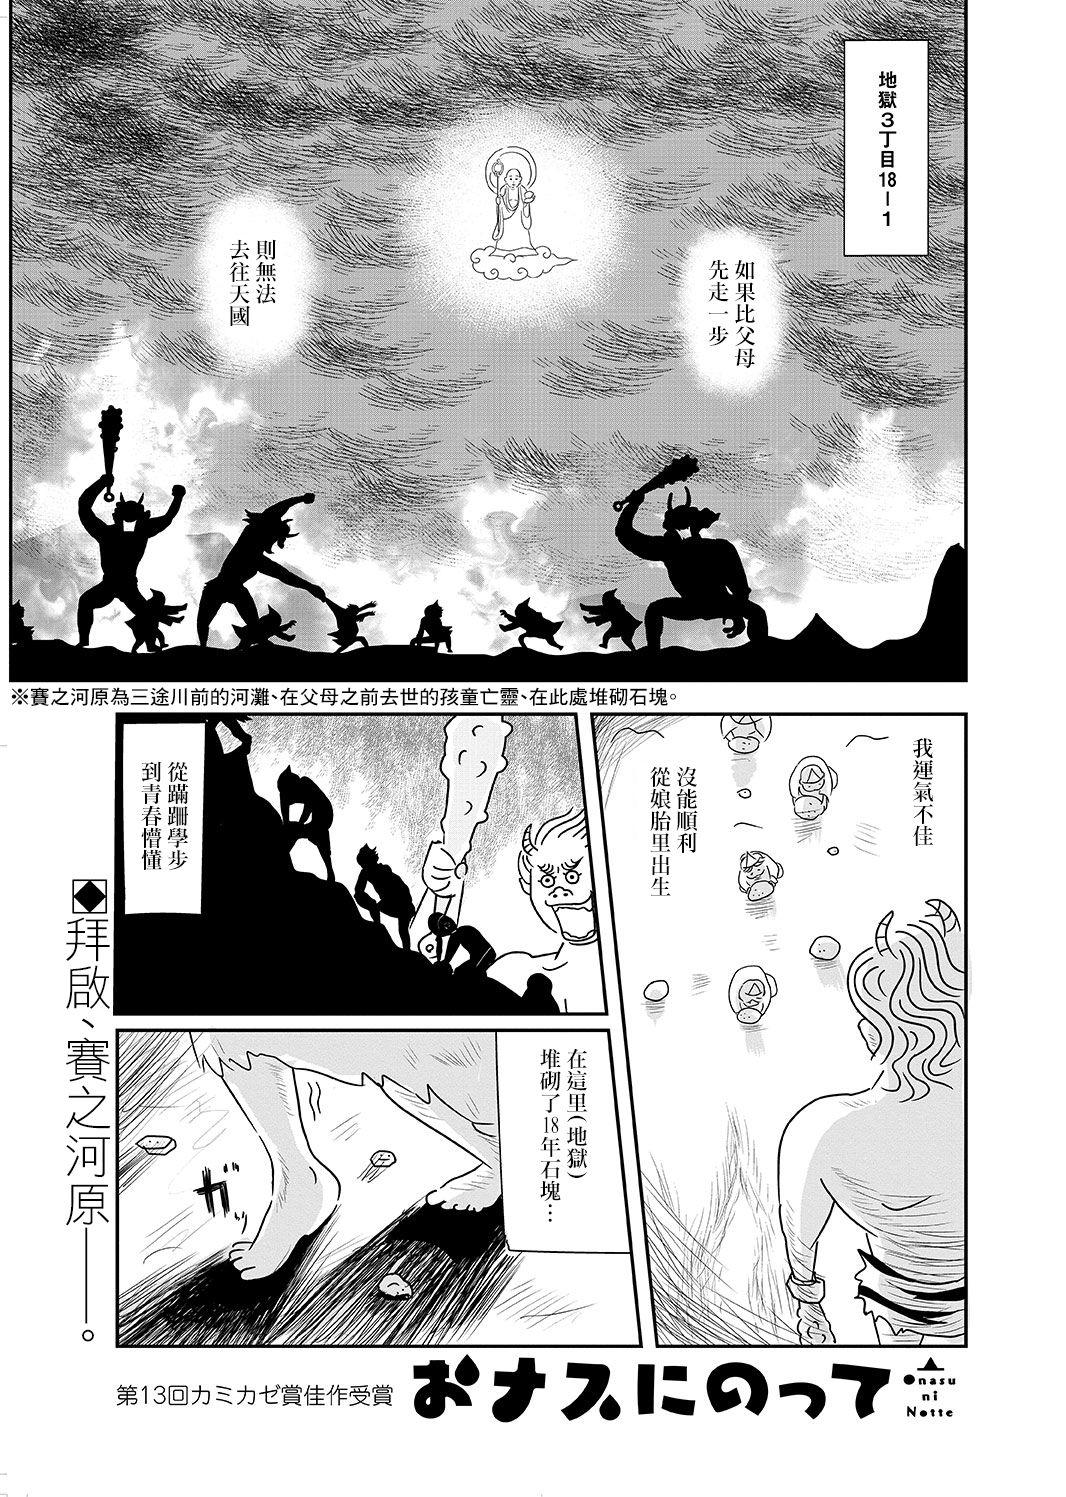 地獄3丁目18－1
如果比父母
先走一步
則無法
去往天國
※賽之河原為三途川前的河灘、在父母之前去世的孩童亡靈、在此處堆砌石塊。
我運氣不佳
沒能順利
從娘胎里出生
從蹣跚學步
到青春懵懂
在這里(地獄)
堆砌了18年石塊…
ガ
◆拜啟、賽之河原――。
第13回カミカゼ賞佳作受賞
おナスにのって
Onasu
ni
Notte